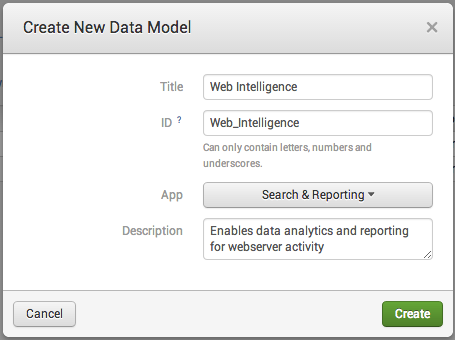 Create New Data Model ×
Title Web Intelligence
ID ? Web_Intelligence
Can only contain letters, numbers and
underscores.
App Search & Reporting
Description Enables data analytics and reporting
for webserver activity
Cancel Create